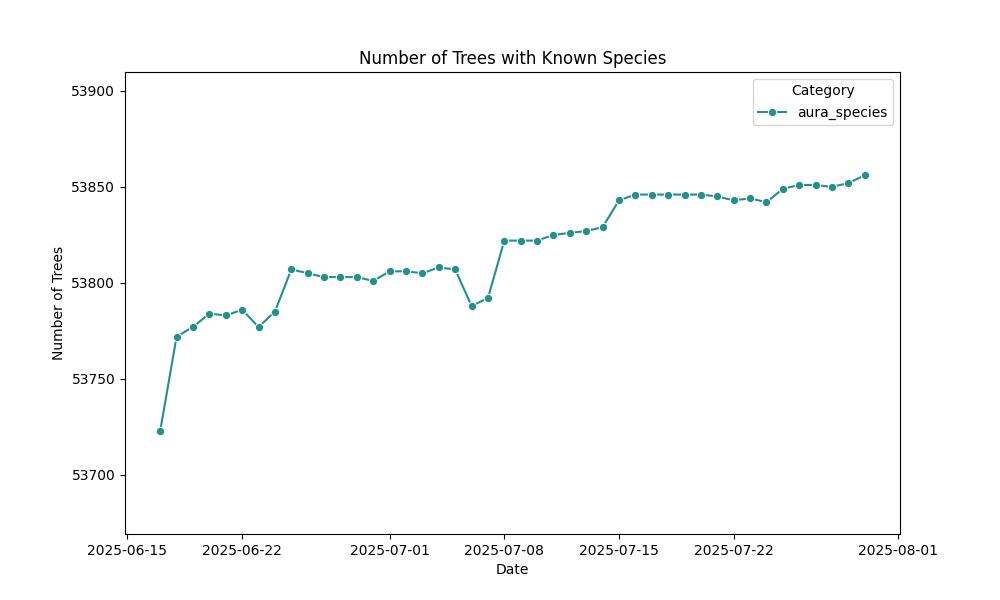 Number of Trees with Known Species
Category
aura_species
53900
53850
53800
53750
53700
Number of Trees
2025-06-15
2025-06-22
2025-07-01
2025-07-08
2025-07-15
2025-07-22
2025-08-01
Date